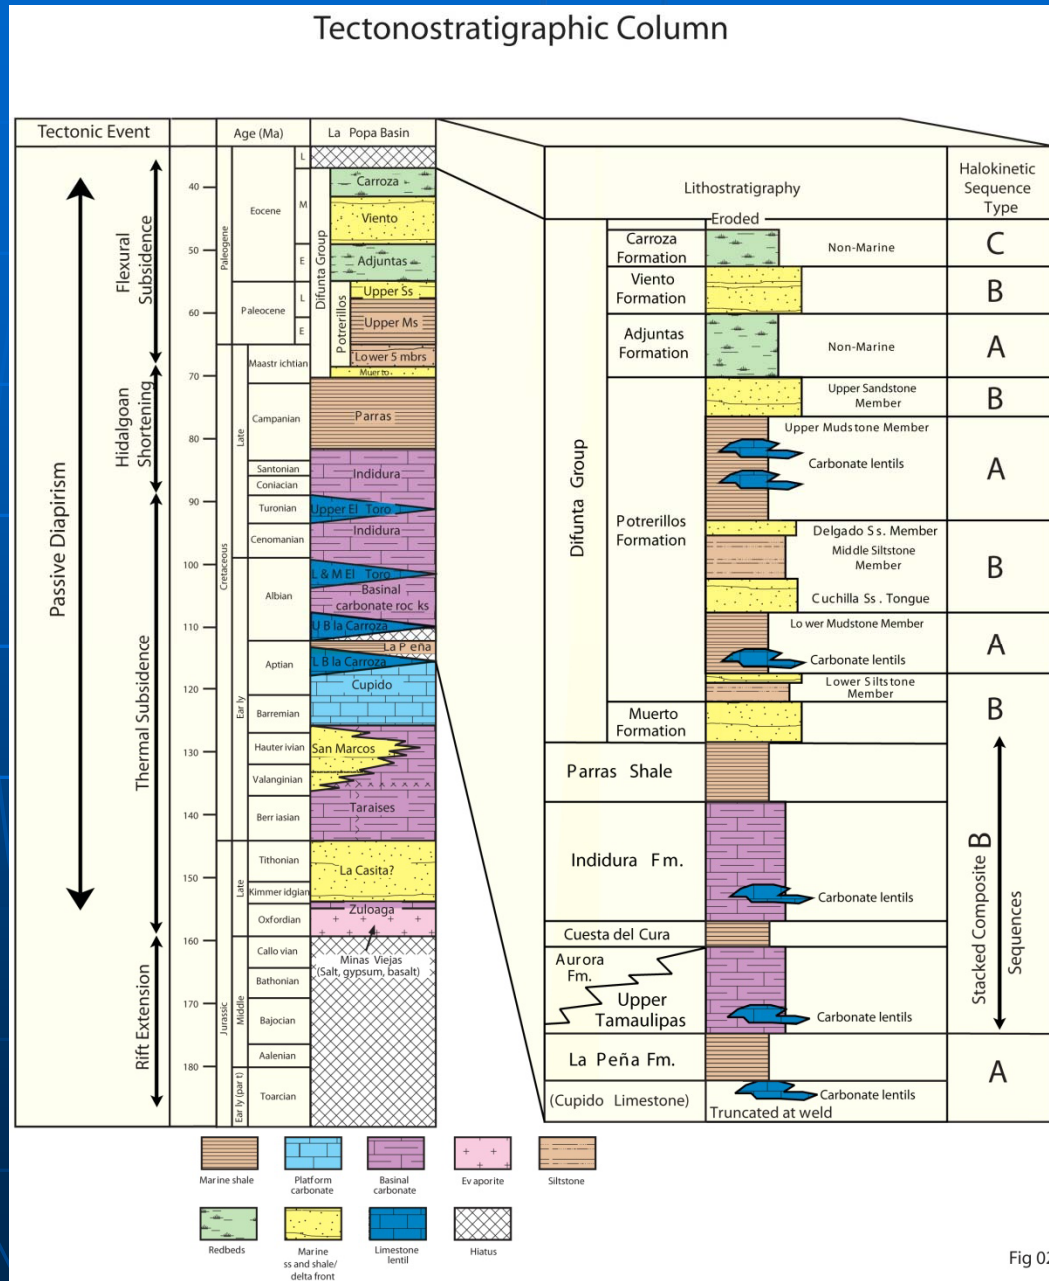 Tectonostratigraphic Column
Tectonic Event
Age (Ma)
La Popa Basin
Passive Diapirism
Flexural
Subsidence
Hidalgoan
Shortening
Thermal Subsidence
Rift Extension
40
50
60
70
80
90
100
110
120
130
140
150
160
170
180
Paleogene
Cretaceous
Jurassic
Eocene
Paleocene
Late
Early
Late
Middle
Early (part)
L
M
E
L
E
Maastrichtian
Campanian
Santonian
Coniacian
Turonian
Cenomanian
Albian
Aptian
Barremian
Hauterivian
Valanginian
Berriasian
Tithonian
Kimmeridgian
Oxfordian
Callovian
Bathonian
Bajocian
Aalenian
Toarcian
Difunta Group
Potrerillos
Carroza
Viento
Adjuntas
Upper Ss
Upper Ms
Lower 5 mbrs
Muerto
Parras
Indidura
Upper El Toro
Indidura
L & M El Toro
Basinal
carbonate rocks
U B la Carroza
La Peña
L B la Carroza
Cupido
San Marcos
Taraises
La Casita?
Zuloaga
Minas Viejas
(Salt, gypsum, basalt)
Lithostratigraphy
Halokinetic
Sequence
Type
Eroded
Difunta Group
Carroza
Formation
Non-Marine
C
Viento
Formation
B
Adjuntas
Formation
Non-Marine
A
Potrerillos
Formation
Upper Sandstone
Member
B
Upper Mudstone Member
Carbonate lentils
A
Delgado Ss. Member
Middle Siltstone
Member
Cuchilla Ss. Tongue
B
Lower Mudstone Member
Carbonate lentils
A
Lower Siltstone
Member
B
Muerto
Formation
Parras Shale
Indidura Fm.
Carbonate lentils
Cuesta del Cura
Aurora
Fm.
Upper
Tamaulipas
Carbonate lentils
Stacked Composite B
Sequences
La Peña Fm.
A
(Cupido Limestone)
Carbonate lentils
Truncated at weld
Marine shale
Platform
carbonate
Basinal
carbonate
Evaporite
Siltstone
Redbeds
Marine
ss and shale/
delta front
Limestone
lentil
Hiatus
Fig 02